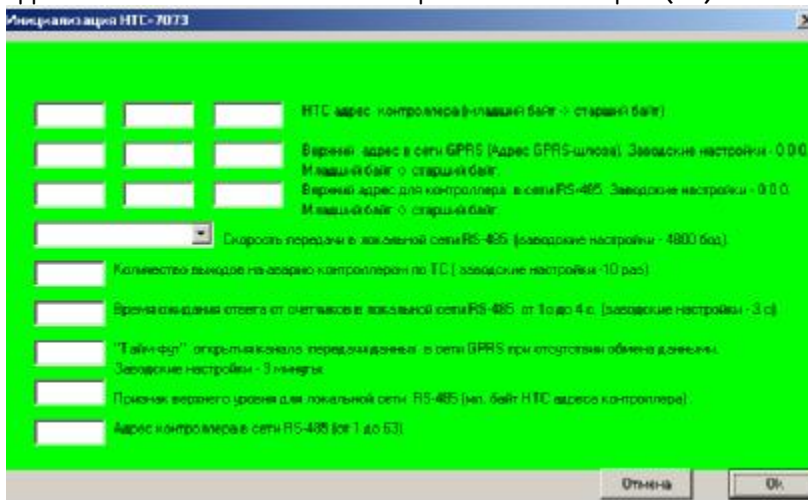 Инициализация НТС-7073
НТС адрес контроллера (младший байт -> старший байт)
Верхний адрес в сети GPRS (Адрес GPRS-шлюза). Заводские настройки - 0.0.0.
Младший байт -> старший байт.
Верхний адрес для контроллера в сети RS-485. Заводские настройки - 0.0.0.
Младший байт -> старший байт.
Скорость передачи в локальной сети RS-485 (заводские настройки - 4800 бод).
Количество выходов на аварию контроллером по ТС ( заводские настройки -10 раз)
Время ожидания ответа от счетчиков в локальной сети RS-485 от 1с до 4 с. (заводские настройки - 3 с)
"Тайм-аут" открытия канала передачи данных в сети GPRS при отсутствии обмена данными.
Заводские настройки - 3 минуты.
Признак верхнего уровня для локальной сети RS-485 (мл. байт НТС адреса контроллера).
Адрес контроллера в сети RS-485 (от 1 до 63)
Отмена
Ok